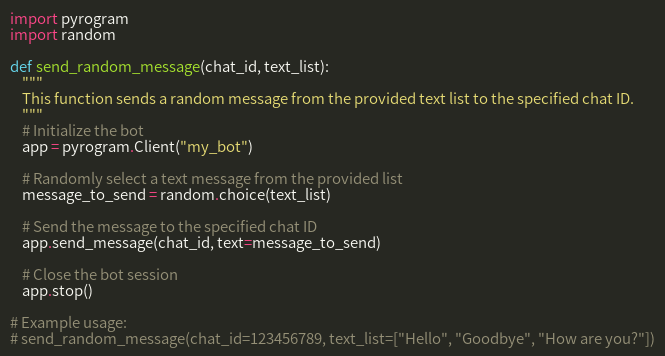 import pyrogram
import random
def send_random_message(chat_id, text_list):
"""
This function sends a random message from the provided text list to the specified chat ID.
"""
# Initialize the bot
app = pyrogram.Client("my_bot")
# Randomly select a text message from the provided list
message_to_send = random.choice(text_list)
# Send the message to the specified chat ID
app.send_message(chat_id, text=message_to_send)
# Close the bot session
app.stop()
# Example usage:
# send_random_message(chat_id=123456789, text_list=["Hello", "Goodbye", "How are you?"])